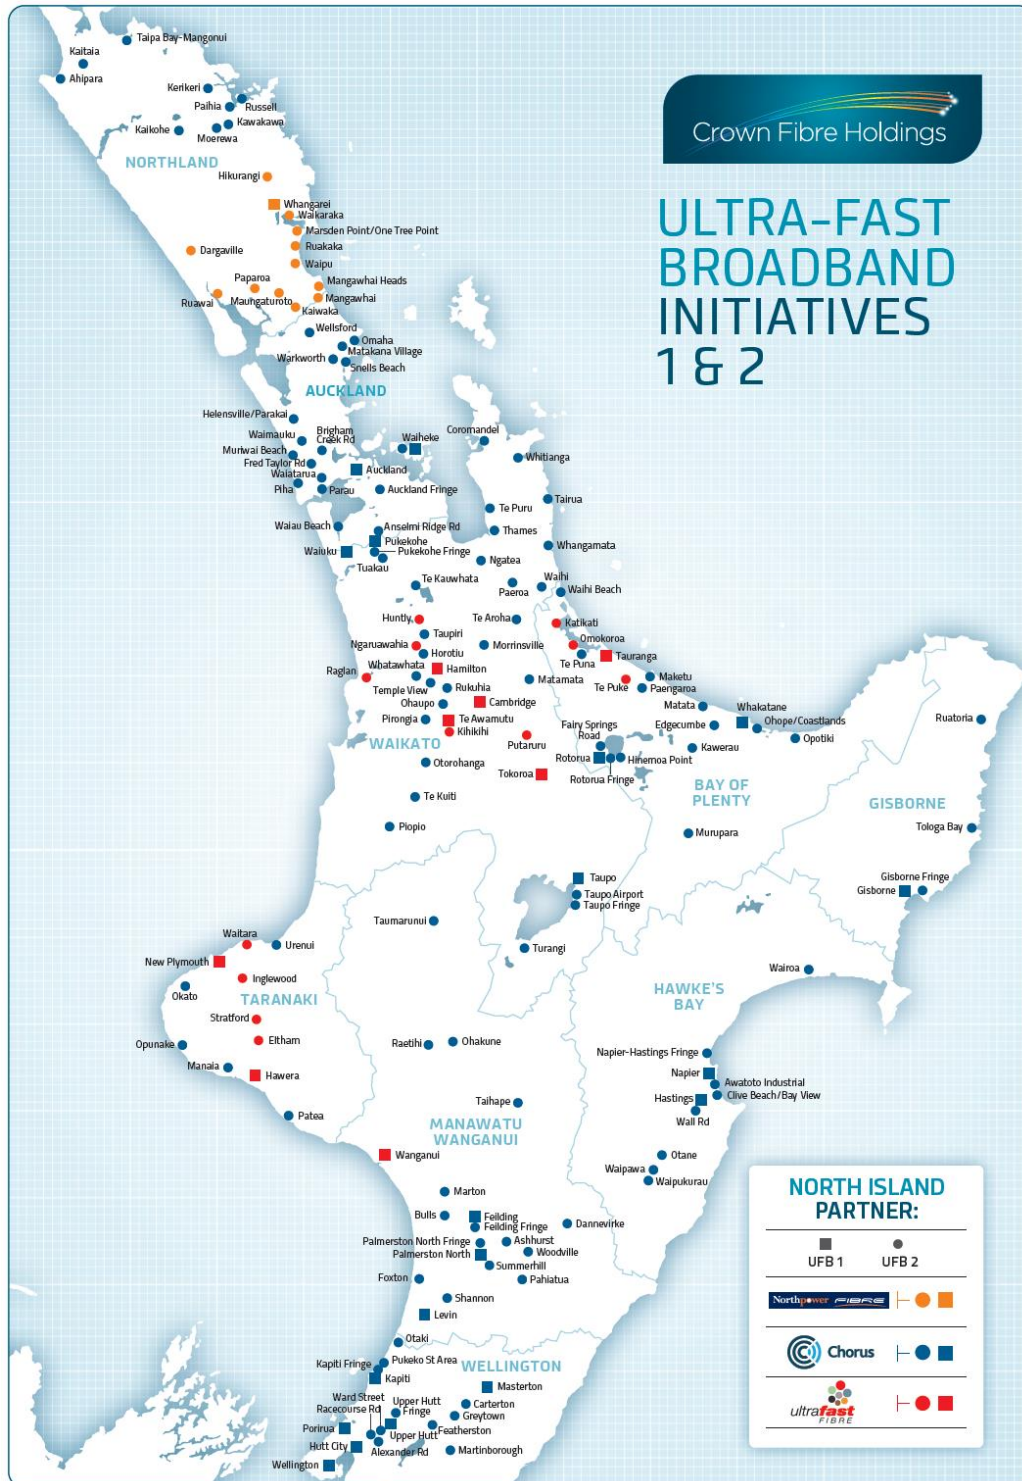 Taipa Bay-Mangonui
Kaitaia
Ahipara
Kerikeri
Paihia
Russell
Kaikohe
Kawakawa
Moerewa
NORTHLAND
Hikurangi
Whangarei
Waikaraka
Marsden Point/One Tree Point
Dargaville
Ruakaka
Waipu
Paparoa
Mangawhai Heads
Ruawai
Maungaturoto
Mangawhai
Kaiwaka
Wellsford
Omaha
Matakana Village
Warkworth
Snells Beach
AUCKLAND
Crown Fibre Holdings
ULTRA-FAST
BROADBAND
INITIATIVES
1 & 2
Helensville/Parakai
Waimauku
Brigham
Creek Rd
Waiheke
Coromandel
Muriwai Beach
Fred Taylor Rd
Whitianga
Waiatarua
Auckland
Piha
Parau
Auckland Fringe
Tairua
Te Puru
Waiau Beach
Anselmi Ridge Rd
Thames
Pukekohe
Waiuku
Pukekohe Fringe
Whangamata
Tuakau
Ngatea
Te Kauwhata
Waihi
Paeroa
Waihi Beach
Huntly
Te Aroha
Katikati
Taupiri
Omokoroa
Ngaruawahia
Horotiu
Morrinsville
Tauranga
Te Puna
Whatawhata
Hamilton
Raglan
Matamata
Maketu
Temple View
Rukuhia
Te Puke
Paengaroa
Ohaupo
Cambridge
Matata
Whakatane
Pirongia
Te Awamutu
Fairy Springs
Road
Edgecumbe
Ohope/Coastlands
Ruatoria
Kihikihi
Putaruru
Opotiki
WAIKATO
Kawerau
Otorohanga
Rotorua
Hinemoa Point
Tokoroa
Rotorua Fringe
BAY OF
PLENTY
Te Kuiti
GISBORNE
Piopio
Murupara
Tologa Bay
Taupo
Gisborne Fringe
Gisborne
Taupo Airport
Taupo Fringe
Taumarunui
Waitara
Urenui
Turangi
New Plymouth
Wairoa
Inglewood
Okato
TARANAKI
HAWKE'S
BAY
Stratford
Eltham
Opunake
Raetihi
Ohakune
Napier-Hastings Fringe
Manaia
Hawera
Napier
Awatoto Industrial
Clive Beach/Bay View
Hastings
Taihape
Wall Rd
Patea
MANAWATU
WANGANUI
Wanganui
Otane
Waipawa
Waipukurau
Marton
Bulls
Feilding
Feilding Fringe
Dannevirke
Palmerston North Fringe
Ashhurst
Palmerston North
Woodville
Summerhill
Foxton
Pahiatua
Shannon
Levin
Otaki
Kapiti Fringe
Pukeko St Area
WELLINGTON
Kapiti
Masterton
Ward Street
Racecourse Rd
Upper Hutt
Fringe
Carterton
Greytown
Porirua
Upper Hutt
Featherston
Hutt City
Alexander Rd
Martinborough
Wellington
NORTH ISLAND
PARTNER:
UFB 1
UFB 2
Northpower FIBRE
Chorus
ultrafast
FIBRE